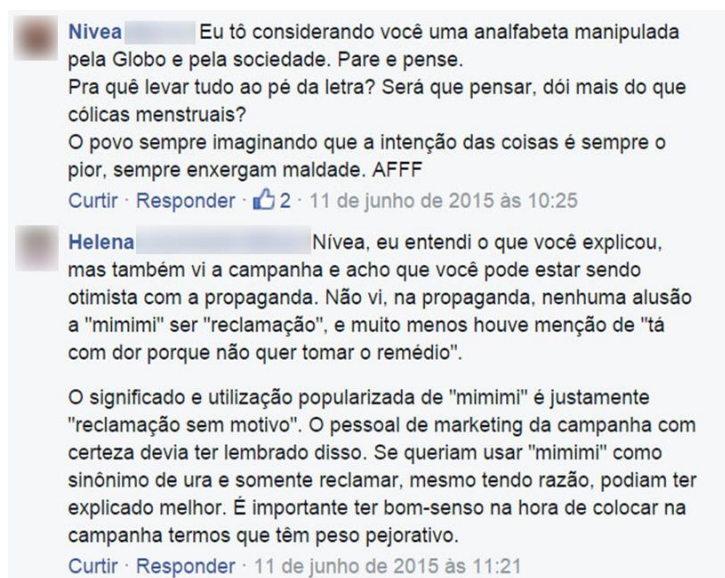 Nivea Eu tô considerando você uma analfabeta manipulada
pela Globo e pela sociedade. Pare e pense.
Pra quê levar tudo ao pé da letra? Será que pensar, dói mais do que
cólicas menstruais?
O povo sempre imaginando que a intenção das coisas é sempre o
pior, sempre enxergam maldade. AFFF
Curtir · Responder · 2 · 11 de junho de 2015 às 10:25
Helena Nívea, eu entendi o que você explicou,
mas também vi a campanha e acho que você pode estar sendo
otimista com a propaganda. Não vi, na propaganda, nenhuma alusão
a "mimimi" ser "reclamação", e muito menos houve menção de "tá
com dor porque não quer tomar o remédio".
O significado e utilização popularizada de "mimimi" é justamente
"reclamação sem motivo". O pessoal de marketing da campanha com
certeza devia ter lembrado disso. Se queriam usar "mimimi" como
sinônimo de ura e somente reclamar, mesmo tendo razão, podiam ter
explicado melhor. É importante ter bom-senso na hora de colocar na
campanha termos que têm peso pejorativo.
Curtir · Responder · 11 de junho de 2015 às 11:21